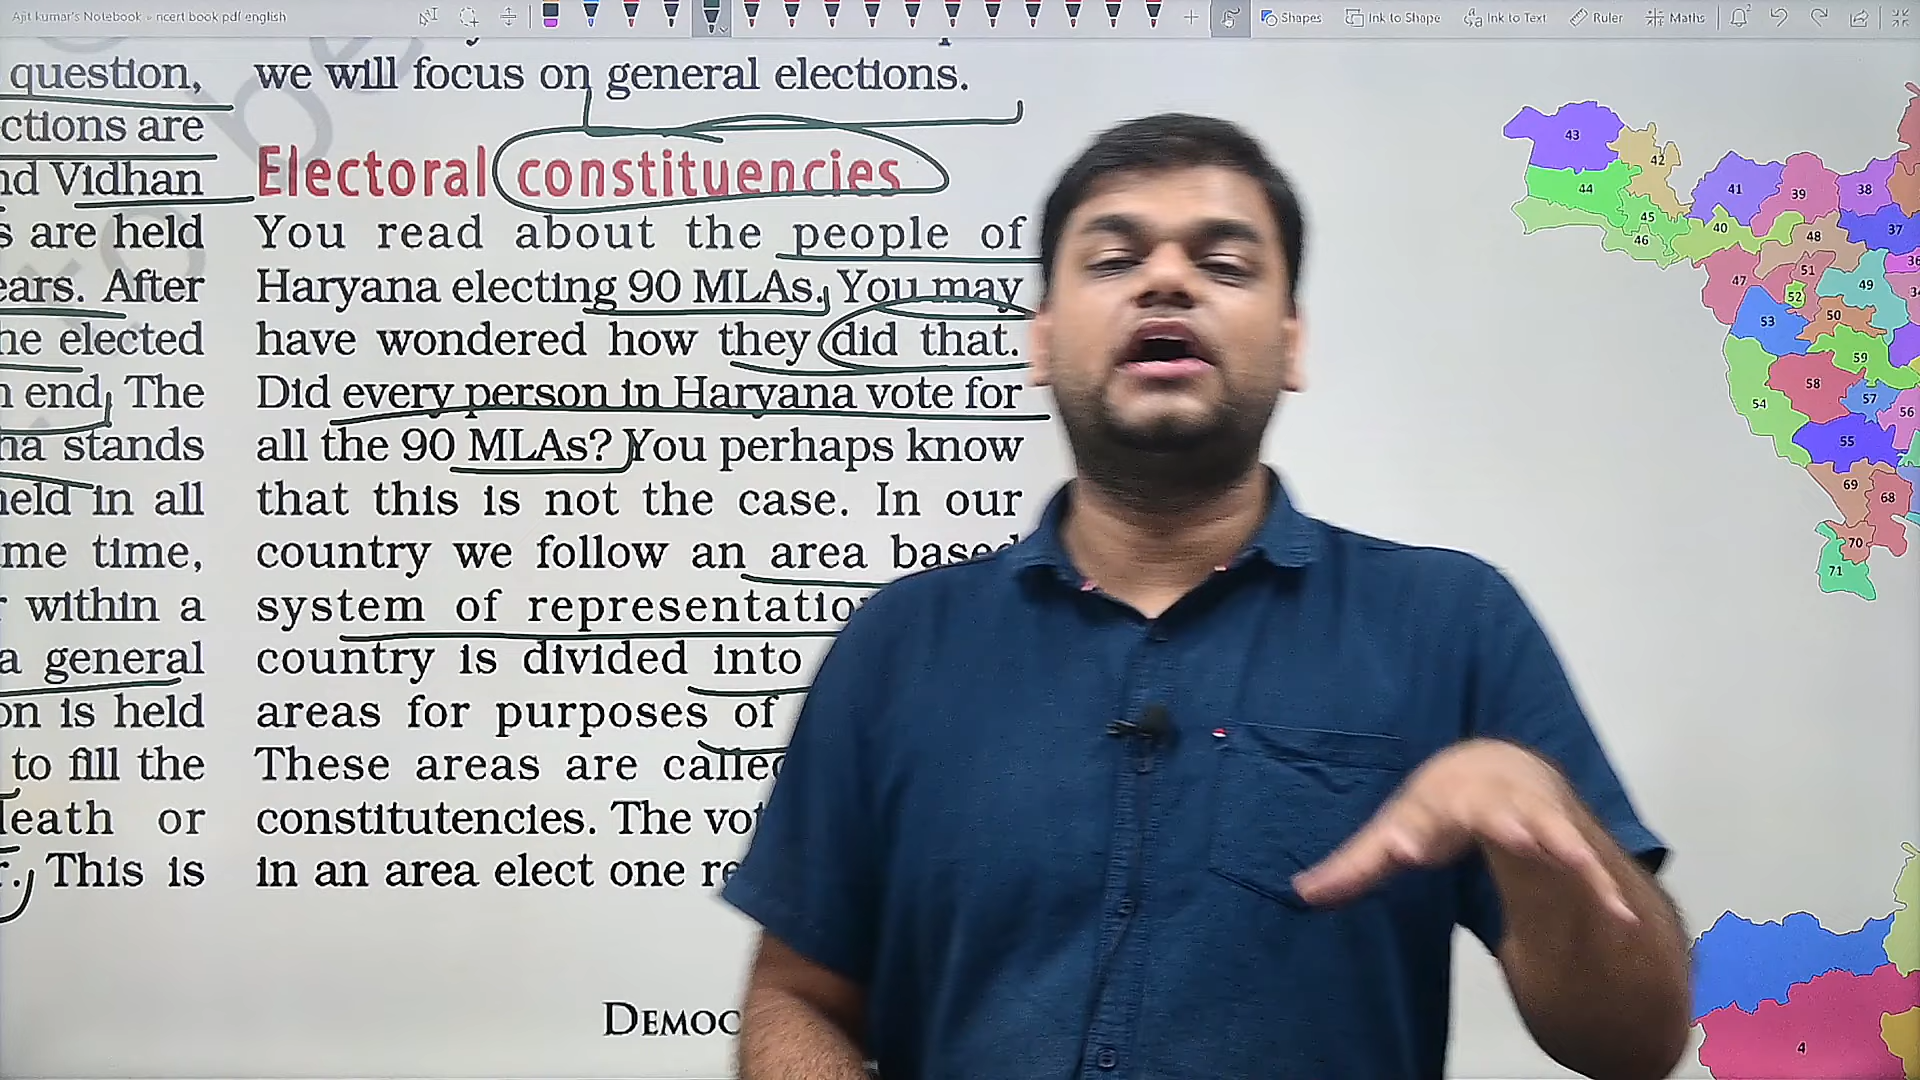 Ajit kumar's Notebook » ncert book pdf english
Shapes
Ink to Shape
Ink to Text
Ruler
Maths
question,
ctions are
nd Vidhan
s are held
ears. After
he elected
n end. The
ha stands
held in all
me time,
r within a
a general
on is held
to fill the
death or
r. This is
we will focus on general elections.
Electoral constituencies
You read about the people of
Haryana electing 90 MLAs. You may
have wondered how they did that.
Did every person in Haryana vote for
all the 90 MLAs? You perhaps know
that this is not the case. In our
country we follow an area based
system of representatio
country is divided into
areas for purposes of
These areas are called
constitutencies. The vot
in an area elect one re
DEMOC
43
42
44
45
46
41
39
38
40
48
37
47
51
36
52
49
34
53
50
59
58
57
54
56
55
69
68
70
71
4